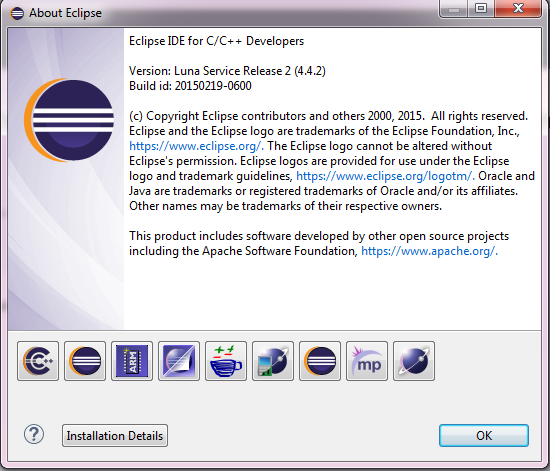 About Eclipse
Eclipse IDE for C/C++ Developers
Version: Luna Service Release 2 (4.4.2)
Build id: 20150219-0600
(c) Copyright Eclipse contributors and others 2000, 2015.  All rights reserved.
Eclipse and the Eclipse logo are trademarks of the Eclipse Foundation, Inc.,
https://www.eclipse.org/. The Eclipse logo cannot be altered without
Eclipse's permission. Eclipse logos are provided for use under the Eclipse
logo and trademark guidelines, https://www.eclipse.org/logotm/. Oracle and
Java are trademarks or registered trademarks of Oracle and/or its affiliates.
Other names may be trademarks of their respective owners.
This product includes software developed by other open source projects
including the Apache Software Foundation, https://www.apache.org/.
C++
ARM
mp
?
Installation Details
OK